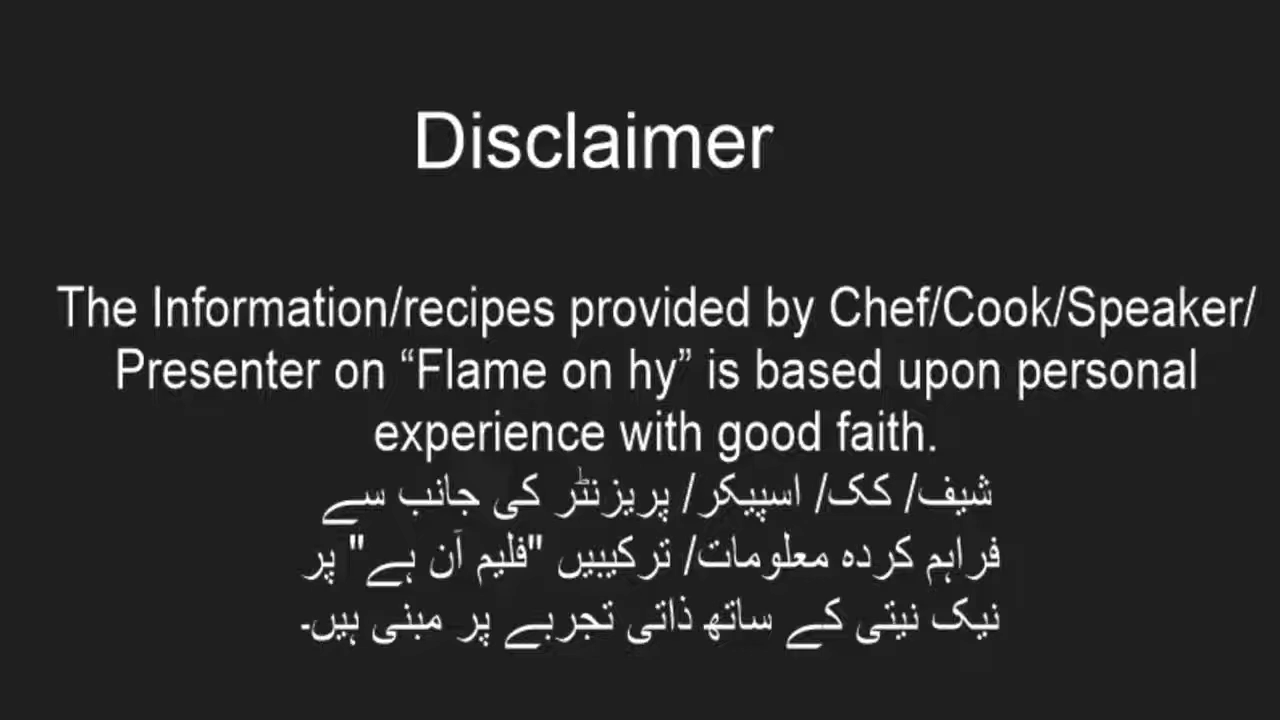 Disclaimer
The Information/recipes provided by Chef/Cook/Speaker/
Presenter on “Flame on hy” is based upon personal
experience with good faith.
شیف/ کک/ اسپیکر/ پریزنٹر کی جانب سے
فراہم کردہ معلومات/ ترکیبیں "فلیم آن ہے" پر
نیک نیتی کے ساتھ ذاتی تجربے پر مبنی ہیں۔